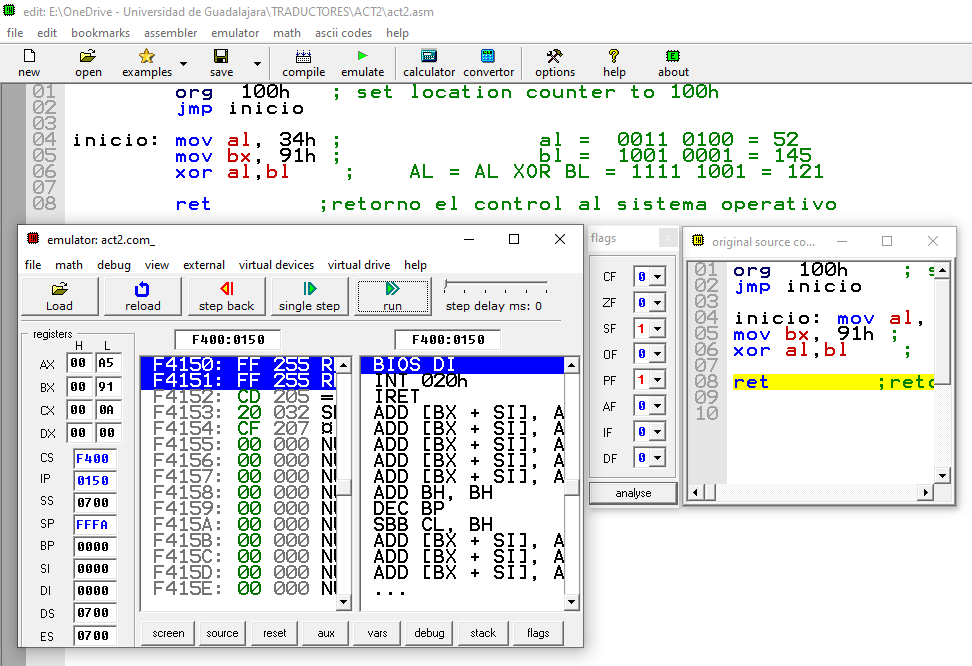 edit: E:\OneDrive - Universidad de Guadalajara\TRADUCTORES\ACT2\act2.asm
file edit bookmarks assembler emulator math ascii codes help
new open examples save compile emulate calculator convertor options help about
01 org 100h ; set location counter to 100h
02 jmp inicio
03
04 inicio: mov al, 34h ; al = 0011 0100 = 52
05 mov bx, 91h ; bl = 1001 0001 = 145
06 xor al,bl ; AL = AL XOR BL = 1111 1001 = 121
07
08 ret ;retorno el control al sistema operativo
emulator: act2.com_
file math debug view external virtual devices virtual drive help
Load reload step back single step run step delay ms: 0
registers
H L
AX 00 A5
BX 00 91
CX 00 0A
DX 00 00
CS F400
IP 0150
SS 0700
SP FFFA
BP 0000
SI 0000
DI 0000
DS 0700
ES 0700
F400:0150
F4150: FF 255 R
F4151: FF 255 R
F4152: CD 205 =
F4153: 20 032 S
F4154: CF 207 ¤
F4155: 00 000 N
F4156: 00 000 N
F4157: 00 000 N
F4158: 00 000 N
F4159: 00 000 N
F415A: 00 000 N
F415B: 00 000 N
F415C: 00 000 N
F415D: 00 000 N
F415E: 00 000 N
F400:0150
BIOS DI
INT 020h
IRET
ADD [BX + SI], A
ADD [BX + SI], A
ADD [BX + SI], A
ADD [BX + SI], A
ADD [BX + SI], A
ADD BH, BH
DEC BP
SBB CL, BH
ADD [BX + SI], A
ADD [BX + SI], A
ADD [BX + SI], A
...
screen source reset aux vars debug stack flags
flags
CF 0
ZF 0
SF 1
OF 0
PF 1
AF 0
IF 0
DF 0
analyse
original source co...
01 org 100h ; s
02 jmp inicio
03
04 inicio: mov al,
05 mov bx, 91h ;
06 xor al,bl ;
07
08 ret ;reto
09
10